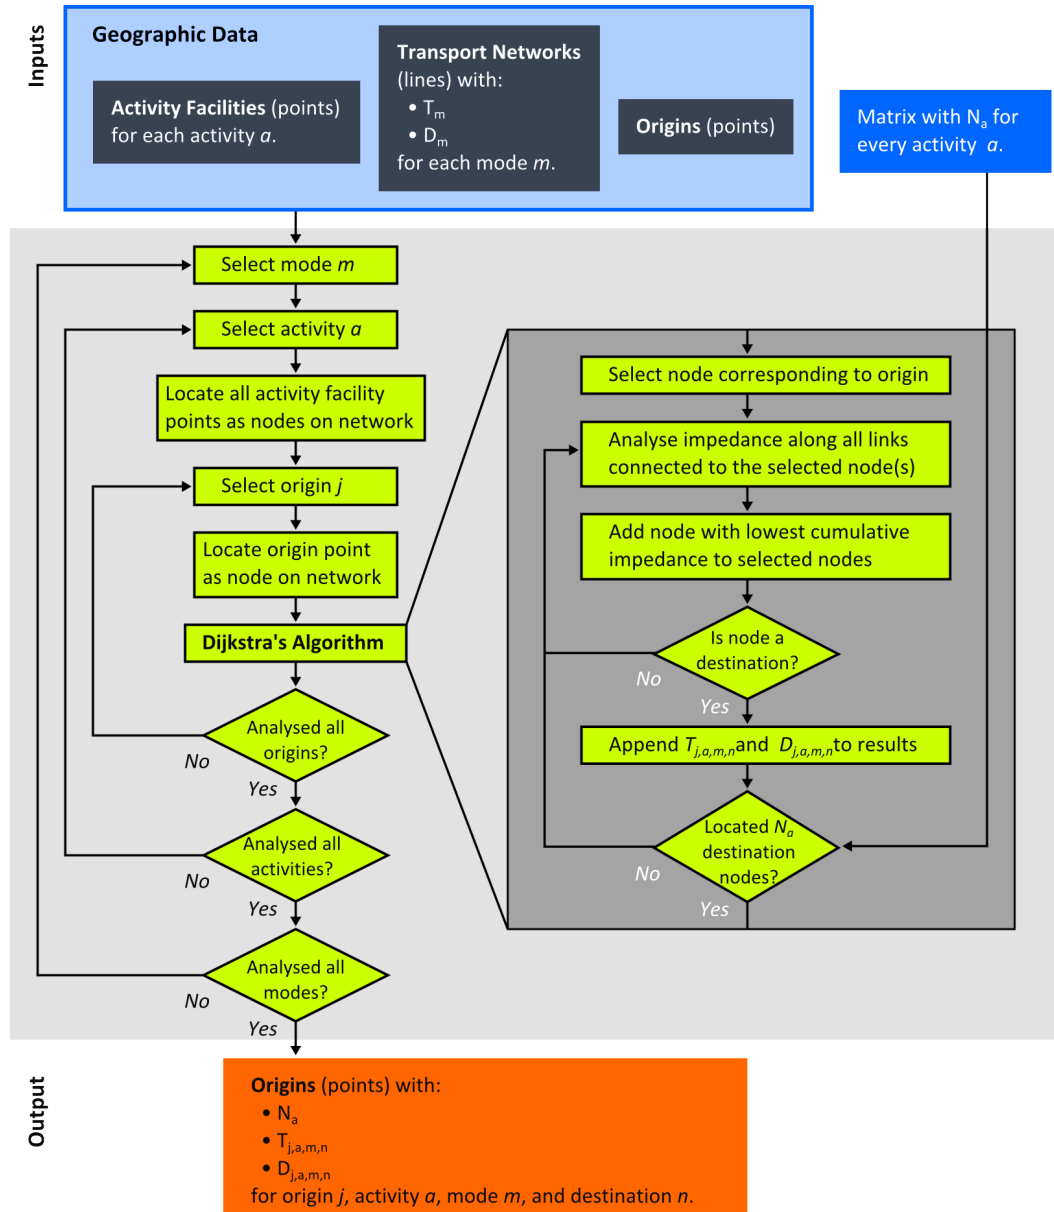 Inputs
Geographic Data
Activity Facilities (points)
for each activity a.
Transport Networks
(lines) with:
• Tm
• Dm
for each mode m.
Origins (points)
Matrix with Na for
every activity a.
Select mode m
Select activity a
Locate all activity facility
points as nodes on network
Select origin j
Locate origin point
as node on network
Dijkstra's Algorithm
Analysed all
origins?
No
Yes
Analysed all
activities?
No
Yes
Analysed all
modes?
No
Yes
Select node corresponding to origin
Analyse impedance along all links
connected to the selected node(s)
Add node with lowest cumulative
impedance to selected nodes
Is node a
destination?
No
Yes
Append Tj,a,m,n and Dj,a,m,n to results
Located Na
destination
nodes?
No
Yes
Output
Origins (points) with:
• Na
• Tj,a,m,n
• Dj,a,m,n
for origin j, activity a, mode m, and destination n.